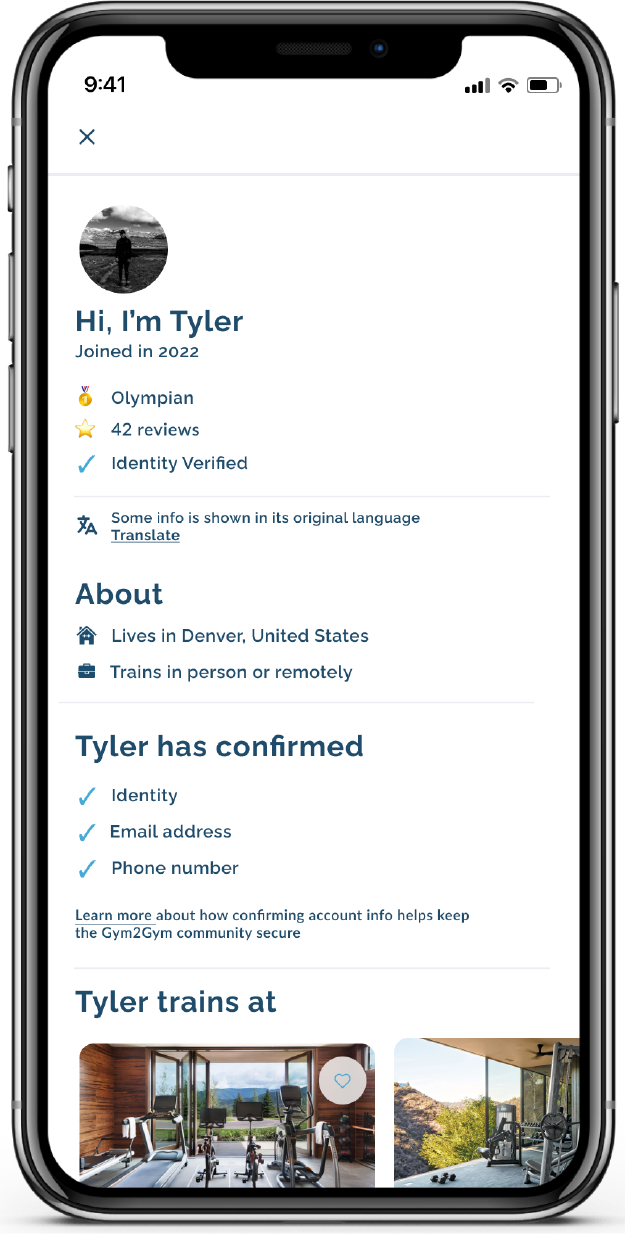 9:41
Hi, I'm Tyler
Joined in 2022
Olympian
42 reviews
Identity Verified
Some info is shown in its original language
Translate
About
Lives in Denver, United States
Trains in person or remotely
Tyler has confirmed
Identity
Email address
Phone number
Learn more about how confirming account info helps keep
the Gym2Gym community secure
Tyler trains at